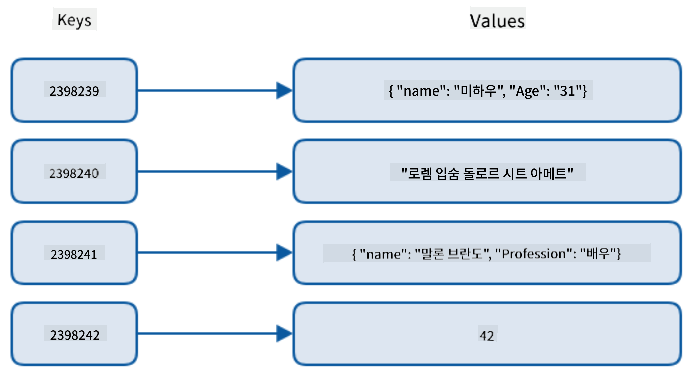 Keys
Values
2398239
{ "name": "미하우", "Age": "31"}
2398240
"로렘 입숨 돌로르 시트 아메트"
2398241
{ "name": "말론 브란도", "Profession": "배우"}
2398242
42